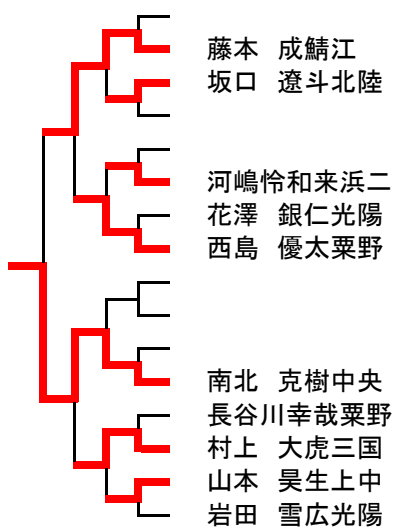 藤本　成鯖江
坂口　遼斗北陸
河嶋怜和来浜二
花澤　銀仁光陽
西島　優太粟野
南北　克樹中央
長谷川幸哉粟野
村上　大虎三国
山本　昊生上中
岩田　雪広光陽